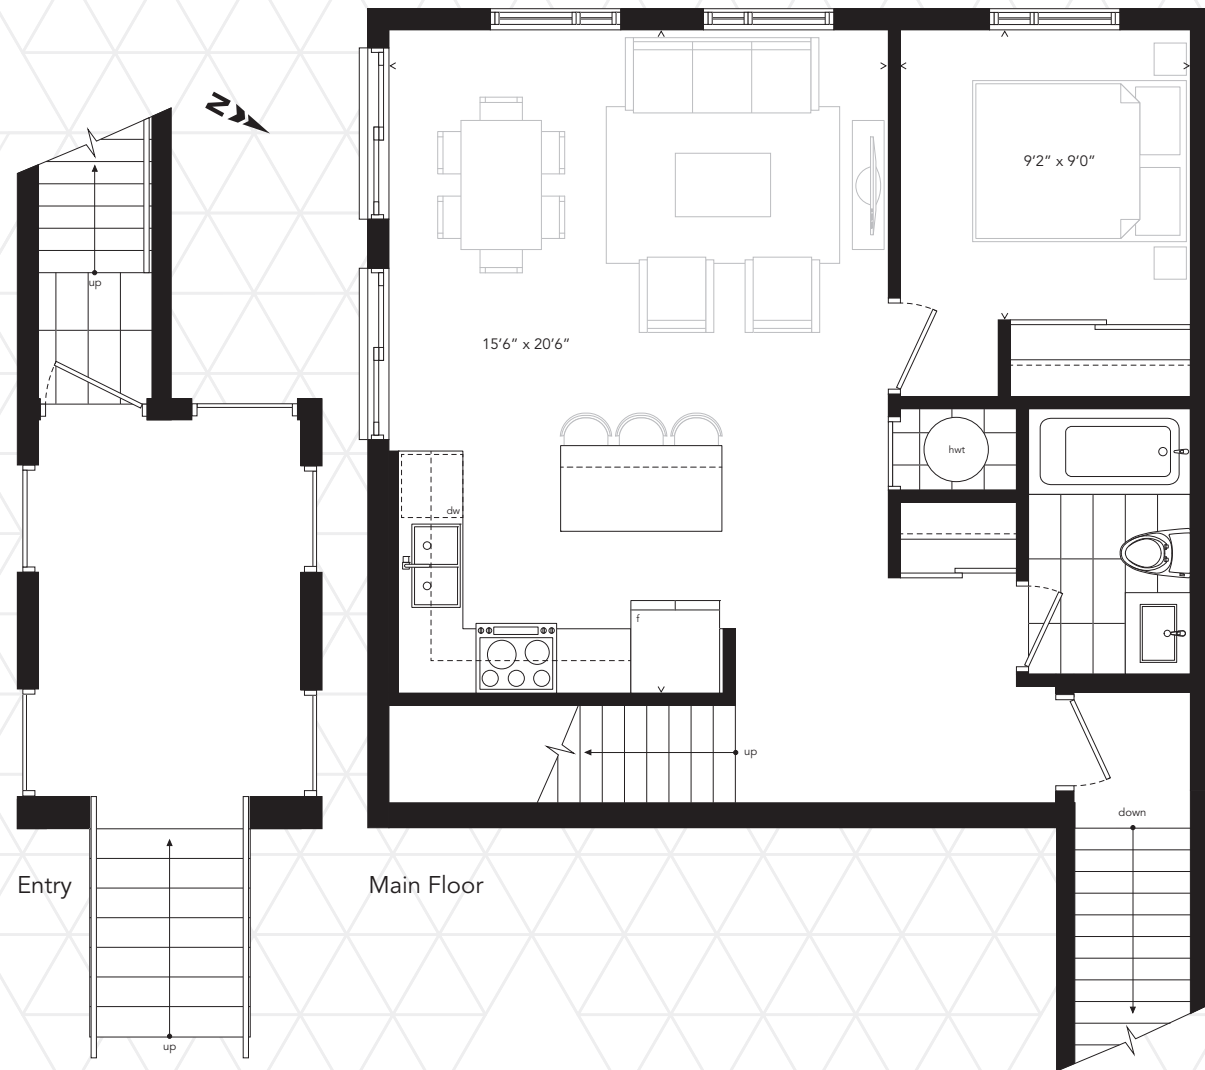 N
9'2" x 9'0"
up
15'6" x 20'6"
hwt
dw
f
up
down
Entry
Main Floor
up